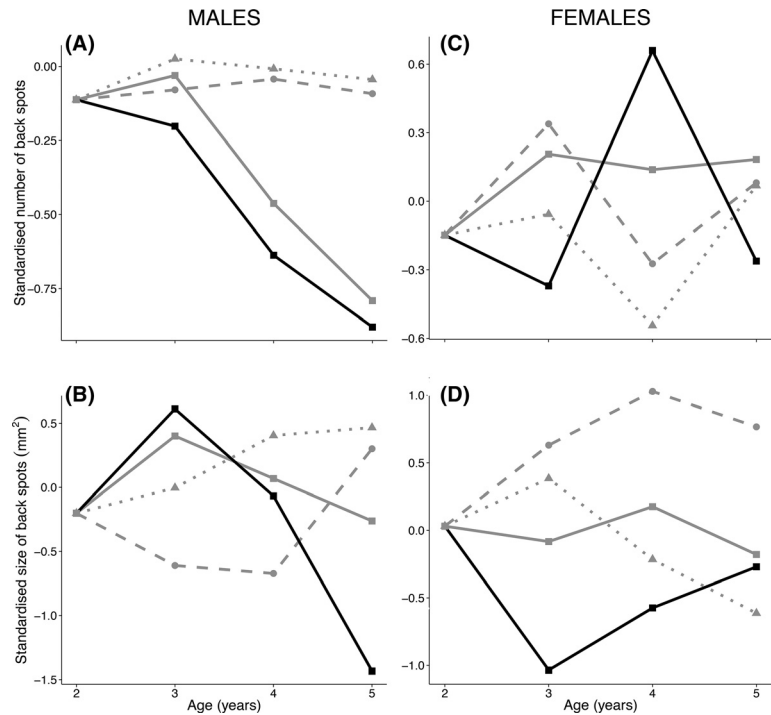 MALES
FEMALES
(A)
(C)
Standardised number of back spots
0.00
−0.25
−0.50
−0.75
0.6
0.3
0.0
−0.3
−0.6
(B)
(D)
Standardised size of back spots (mm²)
0.5
0.0
−0.5
−1.0
−1.5
1.0
0.5
0.0
−0.5
−1.0
2 3 4 5
2 3 4 5
Age (years)
Age (years)